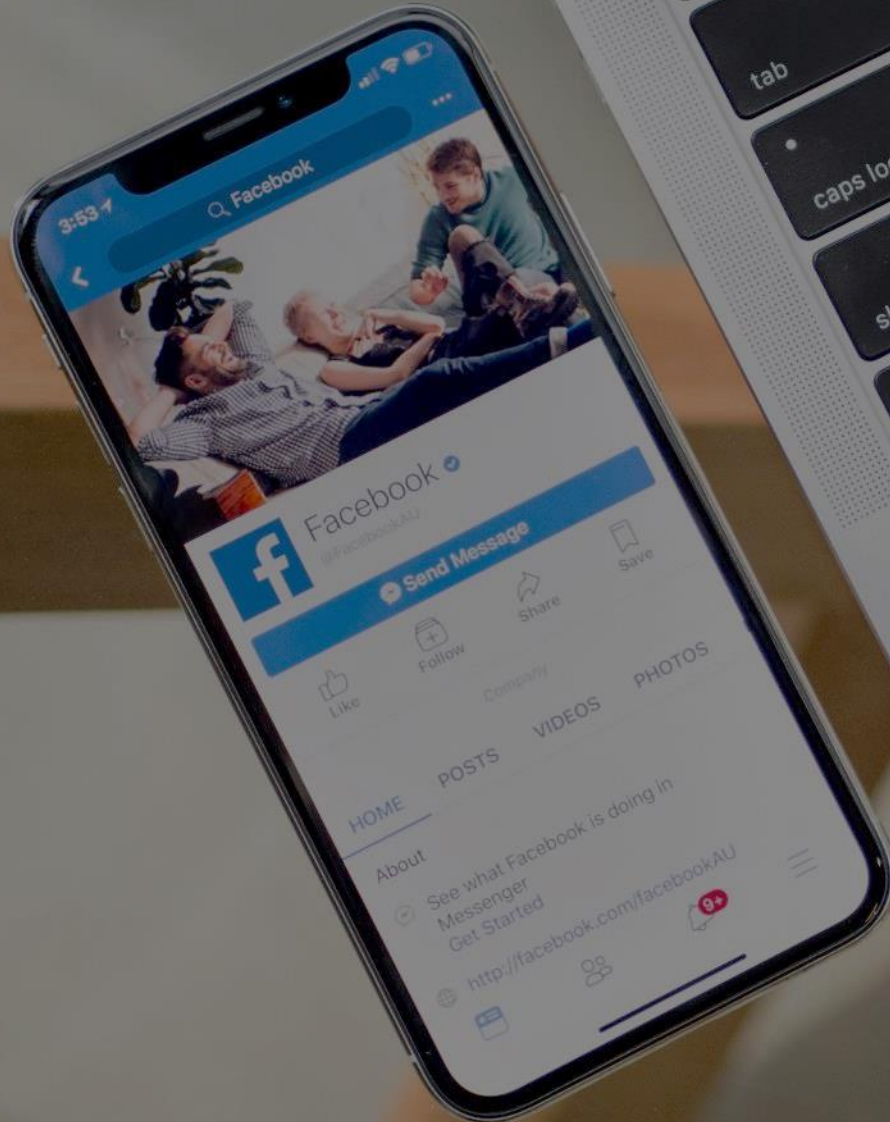 3:53
Facebook
Facebook
@FacebookAU
Send Message
Like
Follow
Share
Save
Company
HOME
POSTS
VIDEOS
PHOTOS
About
See what Facebook is doing in
Messenger
Get Started
http://facebook.com/facebookAU
9+
tab
caps lo
s